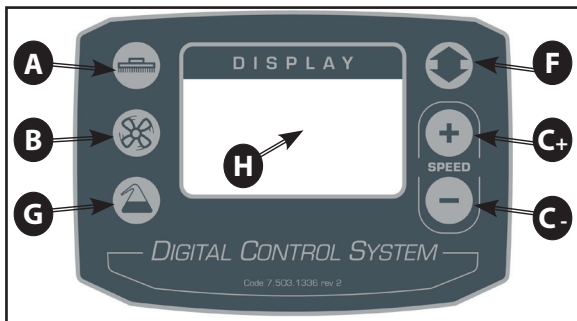 A
DISPLAY
F
B
H
C+
SPEED
G
C-
DIGITAL CONTROL SYSTEM
Code 7.503.1336 rev 2